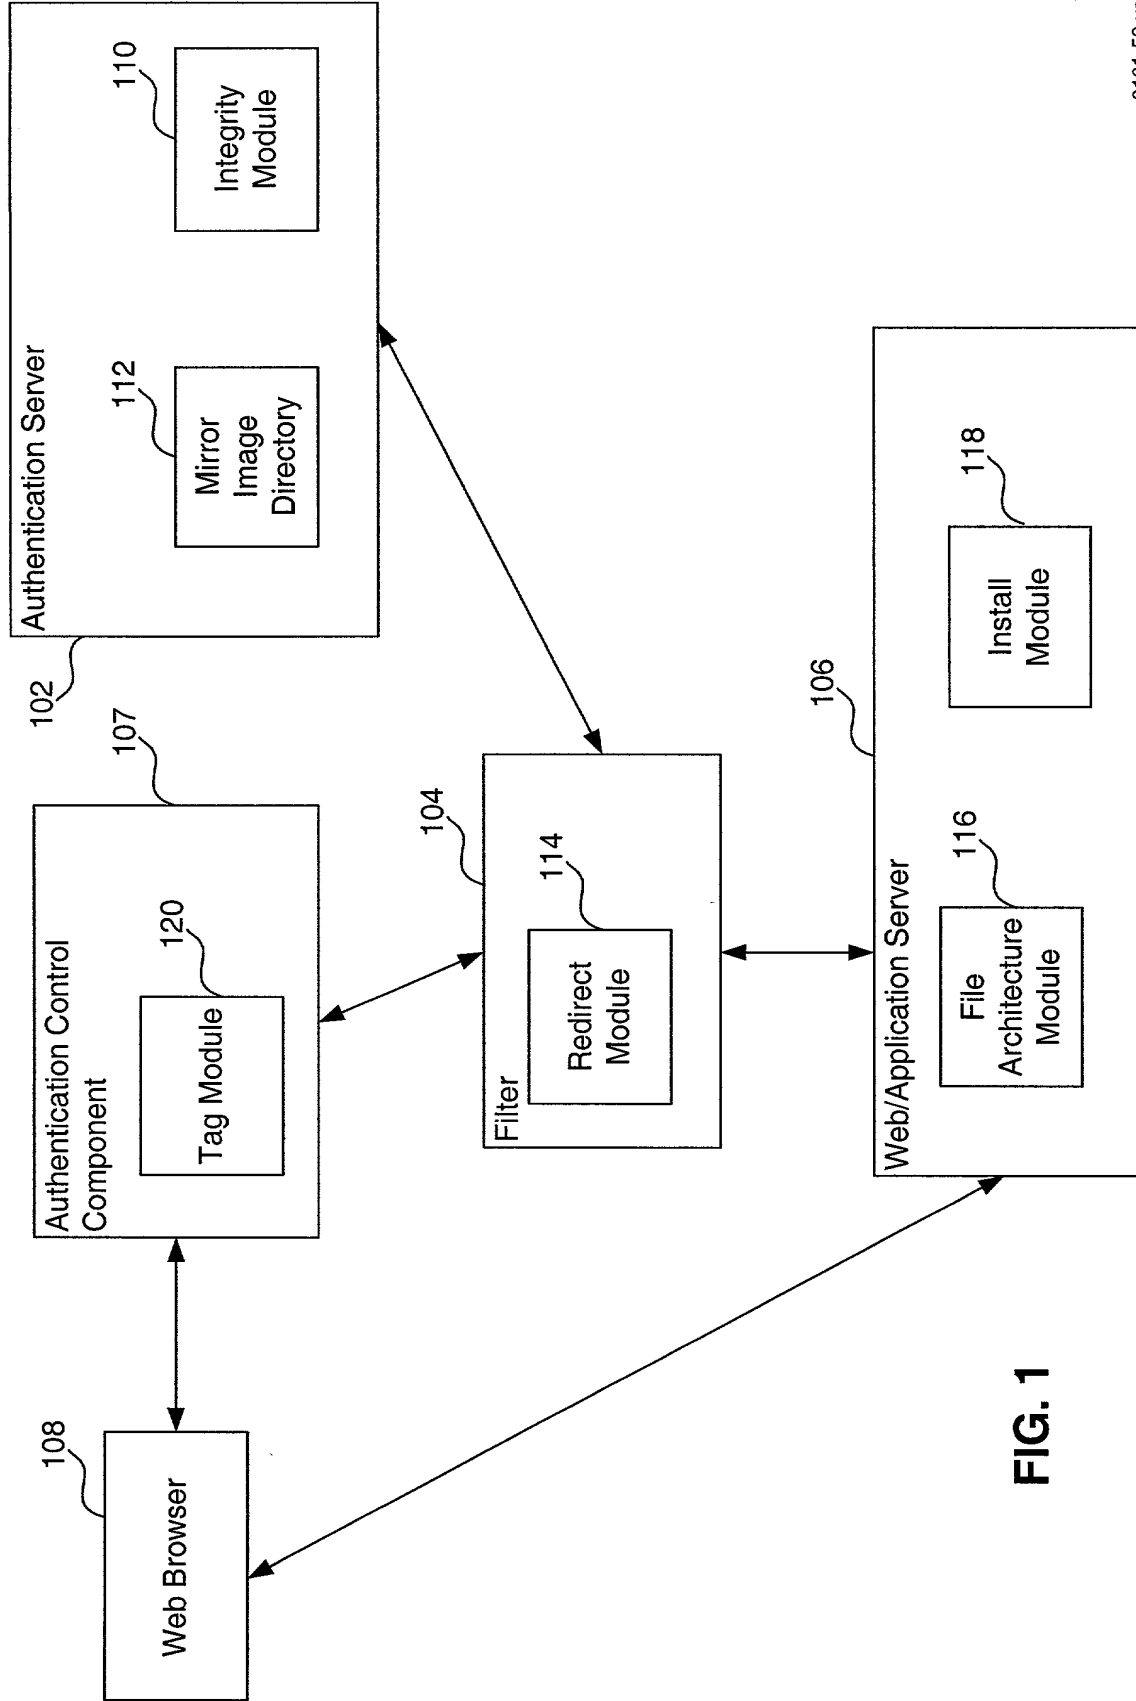 108
Web Browser
Authentication Control
Component
107
Tag Module
120
102
Authentication Server
112
Mirror
Image
Directory
110
Integrity
Module
Filter
104
Redirect
Module
114
Web/Application Server
106
File
Architecture
Module
116
Install
Module
118
FIG. 1